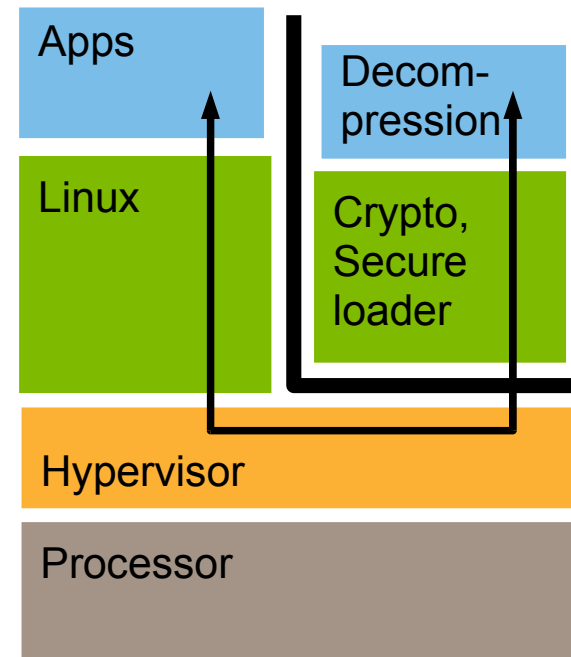 Apps
Decom-
pression
Linux
Crypto,
Secure
loader
Hypervisor
Processor